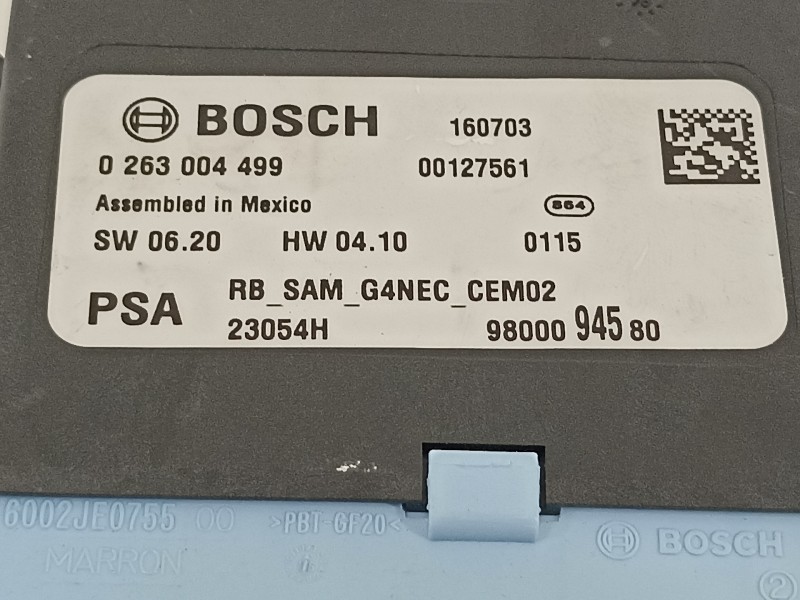 BOSCH 160703
0 263 004 499 00127561
Assembled in Mexico 864
SW 06.20 HW 04.10 0115
PSA RB_SAM_G4NEC_CEM02
23054H 98000 945 80
6002JE0755 00 >PBT-GF20< BOSCH
MARRON 2